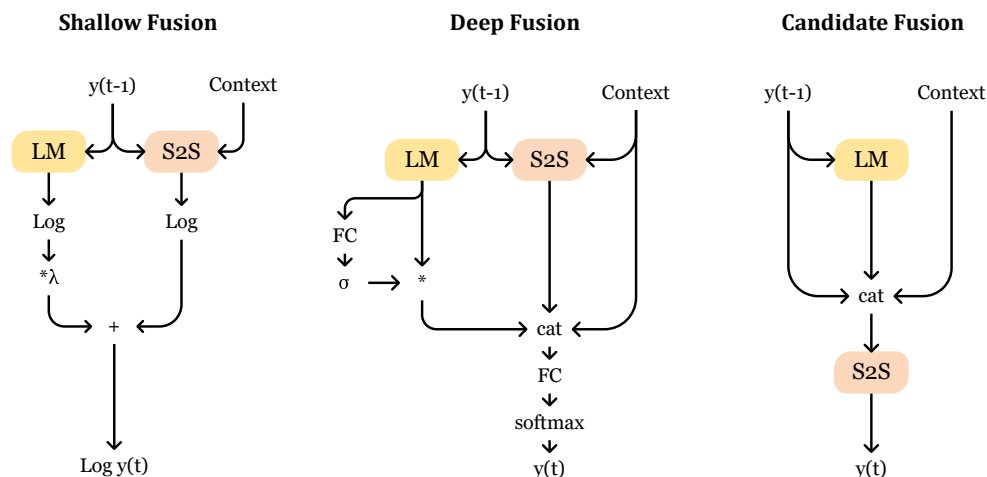 Shallow Fusion
y(t-1)
Context
LM
S2S
Log
Log
*λ
+
Log y(t)
Deep Fusion
y(t-1)
Context
LM
S2S
FC
σ
*
cat
FC
softmax
y(t)
Candidate Fusion
y(t-1)
Context
LM
cat
S2S
y(t)